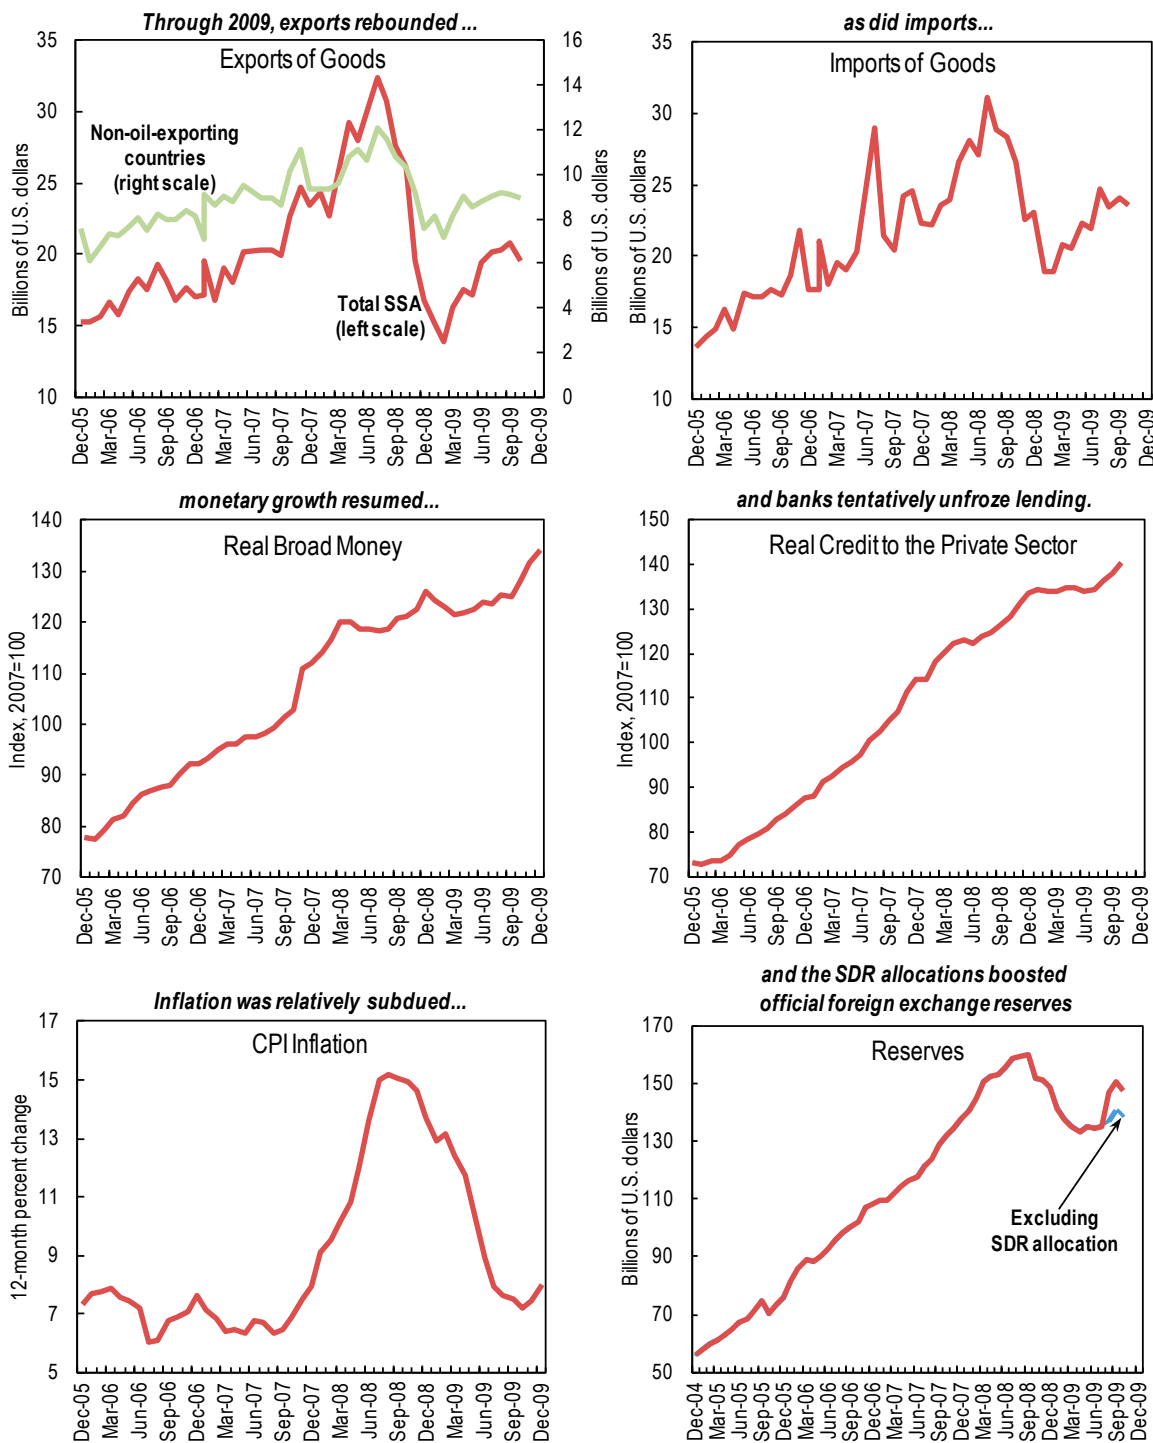 Through 2009, exports rebounded ...
Exports of Goods
Billions of U.S. dollars
35
30
25
20
15
10
Non-oil-exporting
countries
(right scale)
Total SSA
(left scale)
16
14
12
10
8
6
4
2
0
Billions of U.S. dollars
Dec-05
Mar-06
Jun-06
Sep-06
Dec-06
Mar-07
Jun-07
Sep-07
Dec-07
Mar-08
Jun-08
Sep-08
Dec-08
Mar-09
Jun-09
Sep-09
Dec-09
as did imports...
Imports of Goods
Billions of U.S. dollars
35
30
25
20
15
10
Dec-05
Mar-06
Jun-06
Sep-06
Dec-06
Mar-07
Jun-07
Sep-07
Dec-07
Mar-08
Jun-08
Sep-08
Dec-08
Mar-09
Jun-09
Sep-09
Dec-09
monetary growth resumed...
Real Broad Money
Index, 2007=100
140
130
120
110
100
90
80
70
Dec-05
Mar-06
Jun-06
Sep-06
Dec-06
Mar-07
Jun-07
Sep-07
Dec-07
Mar-08
Jun-08
Sep-08
Dec-08
Mar-09
Jun-09
Sep-09
Dec-09
and banks tentatively unfroze lending.
Real Credit to the Private Sector
Index, 2007=100
150
140
130
120
110
100
90
80
70
Dec-05
Mar-06
Jun-06
Sep-06
Dec-06
Mar-07
Jun-07
Sep-07
Dec-07
Mar-08
Jun-08
Sep-08
Dec-08
Mar-09
Jun-09
Sep-09
Dec-09
Inflation was relatively subdued...
CPI Inflation
12-month percent change
17
15
13
11
9
7
5
Dec-05
Mar-06
Jun-06
Sep-06
Dec-06
Mar-07
Jun-07
Sep-07
Dec-07
Mar-08
Jun-08
Sep-08
Dec-08
Mar-09
Jun-09
Sep-09
Dec-09
and the SDR allocations boosted
official foreign exchange reserves
Reserves
Billions of U.S. dollars
170
150
130
110
90
70
50
Excluding
SDR allocation
Dec-04
Mar-05
Jun-05
Sep-05
Dec-05
Mar-06
Jun-06
Sep-06
Dec-06
Mar-07
Jun-07
Sep-07
Dec-07
Mar-08
Jun-08
Sep-08
Dec-08
Mar-09
Jun-09
Sep-09
Dec-09